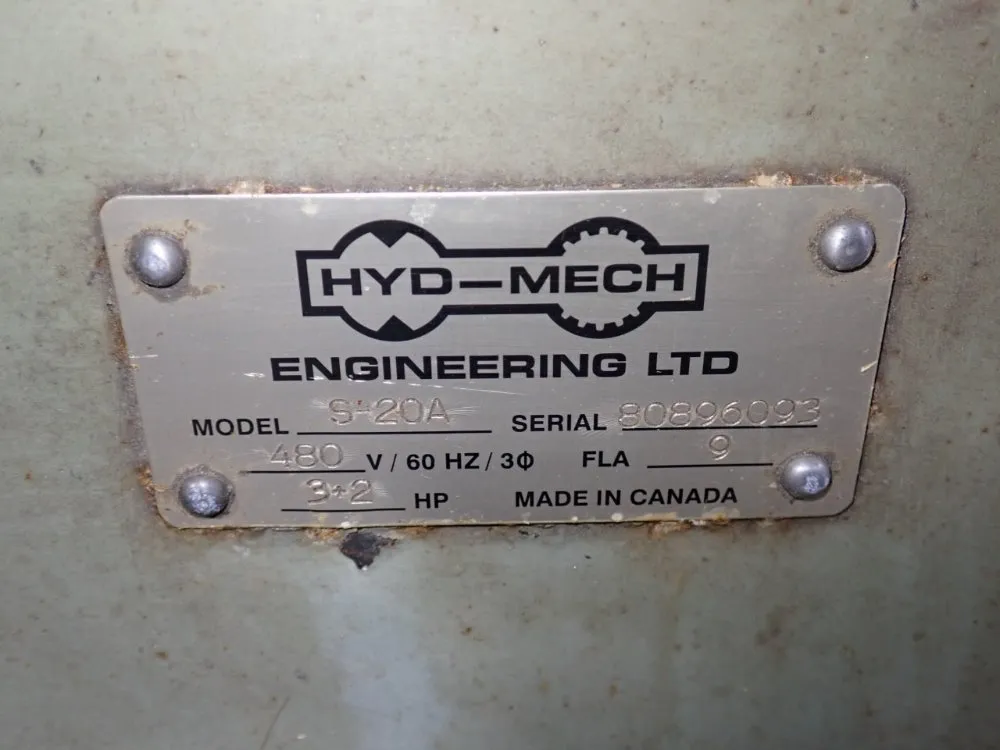 HYD-MECH
ENGINEERING LTD
MODEL S-20A SERIAL 80896093
480 V / 60 HZ / 3Φ FLA 9
3+2 HP MADE IN CANADA